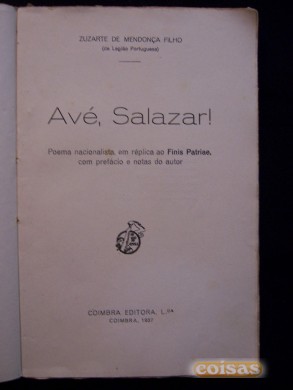 ZUZARTE DE MENDONÇA FILHO
(da Legião Portuguesa)
Avé, Salazar!
Poema nacionalista, em réplica ao Finis Patriae,
com prefácio e notas do autor
COIMBRA EDITORA, L.DA
COIMBRA, 1937
coisas